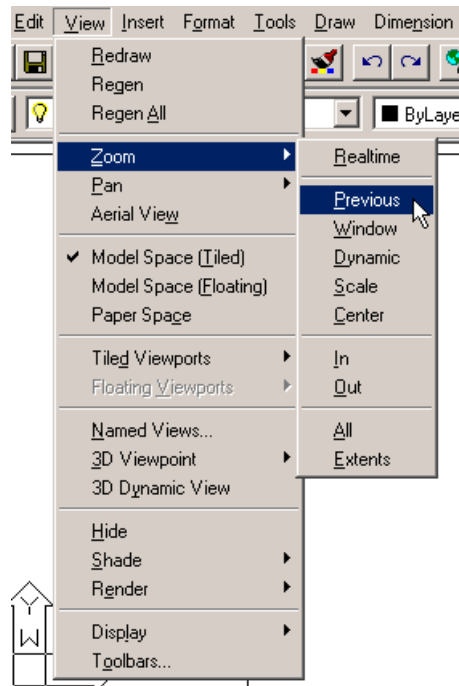 Edit View Insert Format Tools Draw Dimension
Redraw
Regen
Regen All
ByLaye
Zoom
Pan
Aerial View
Model Space (Tiled)
Model Space (Floating)
Paper Space
Tiled Viewports
Floating Viewports
Named Views...
3D Viewpoint
3D Dynamic View
Hide
Shade
Render
Display
Toolbars...
Realtime
Previous
Window
Dynamic
Scale
Center
In
Out
All
Extents
Y
W